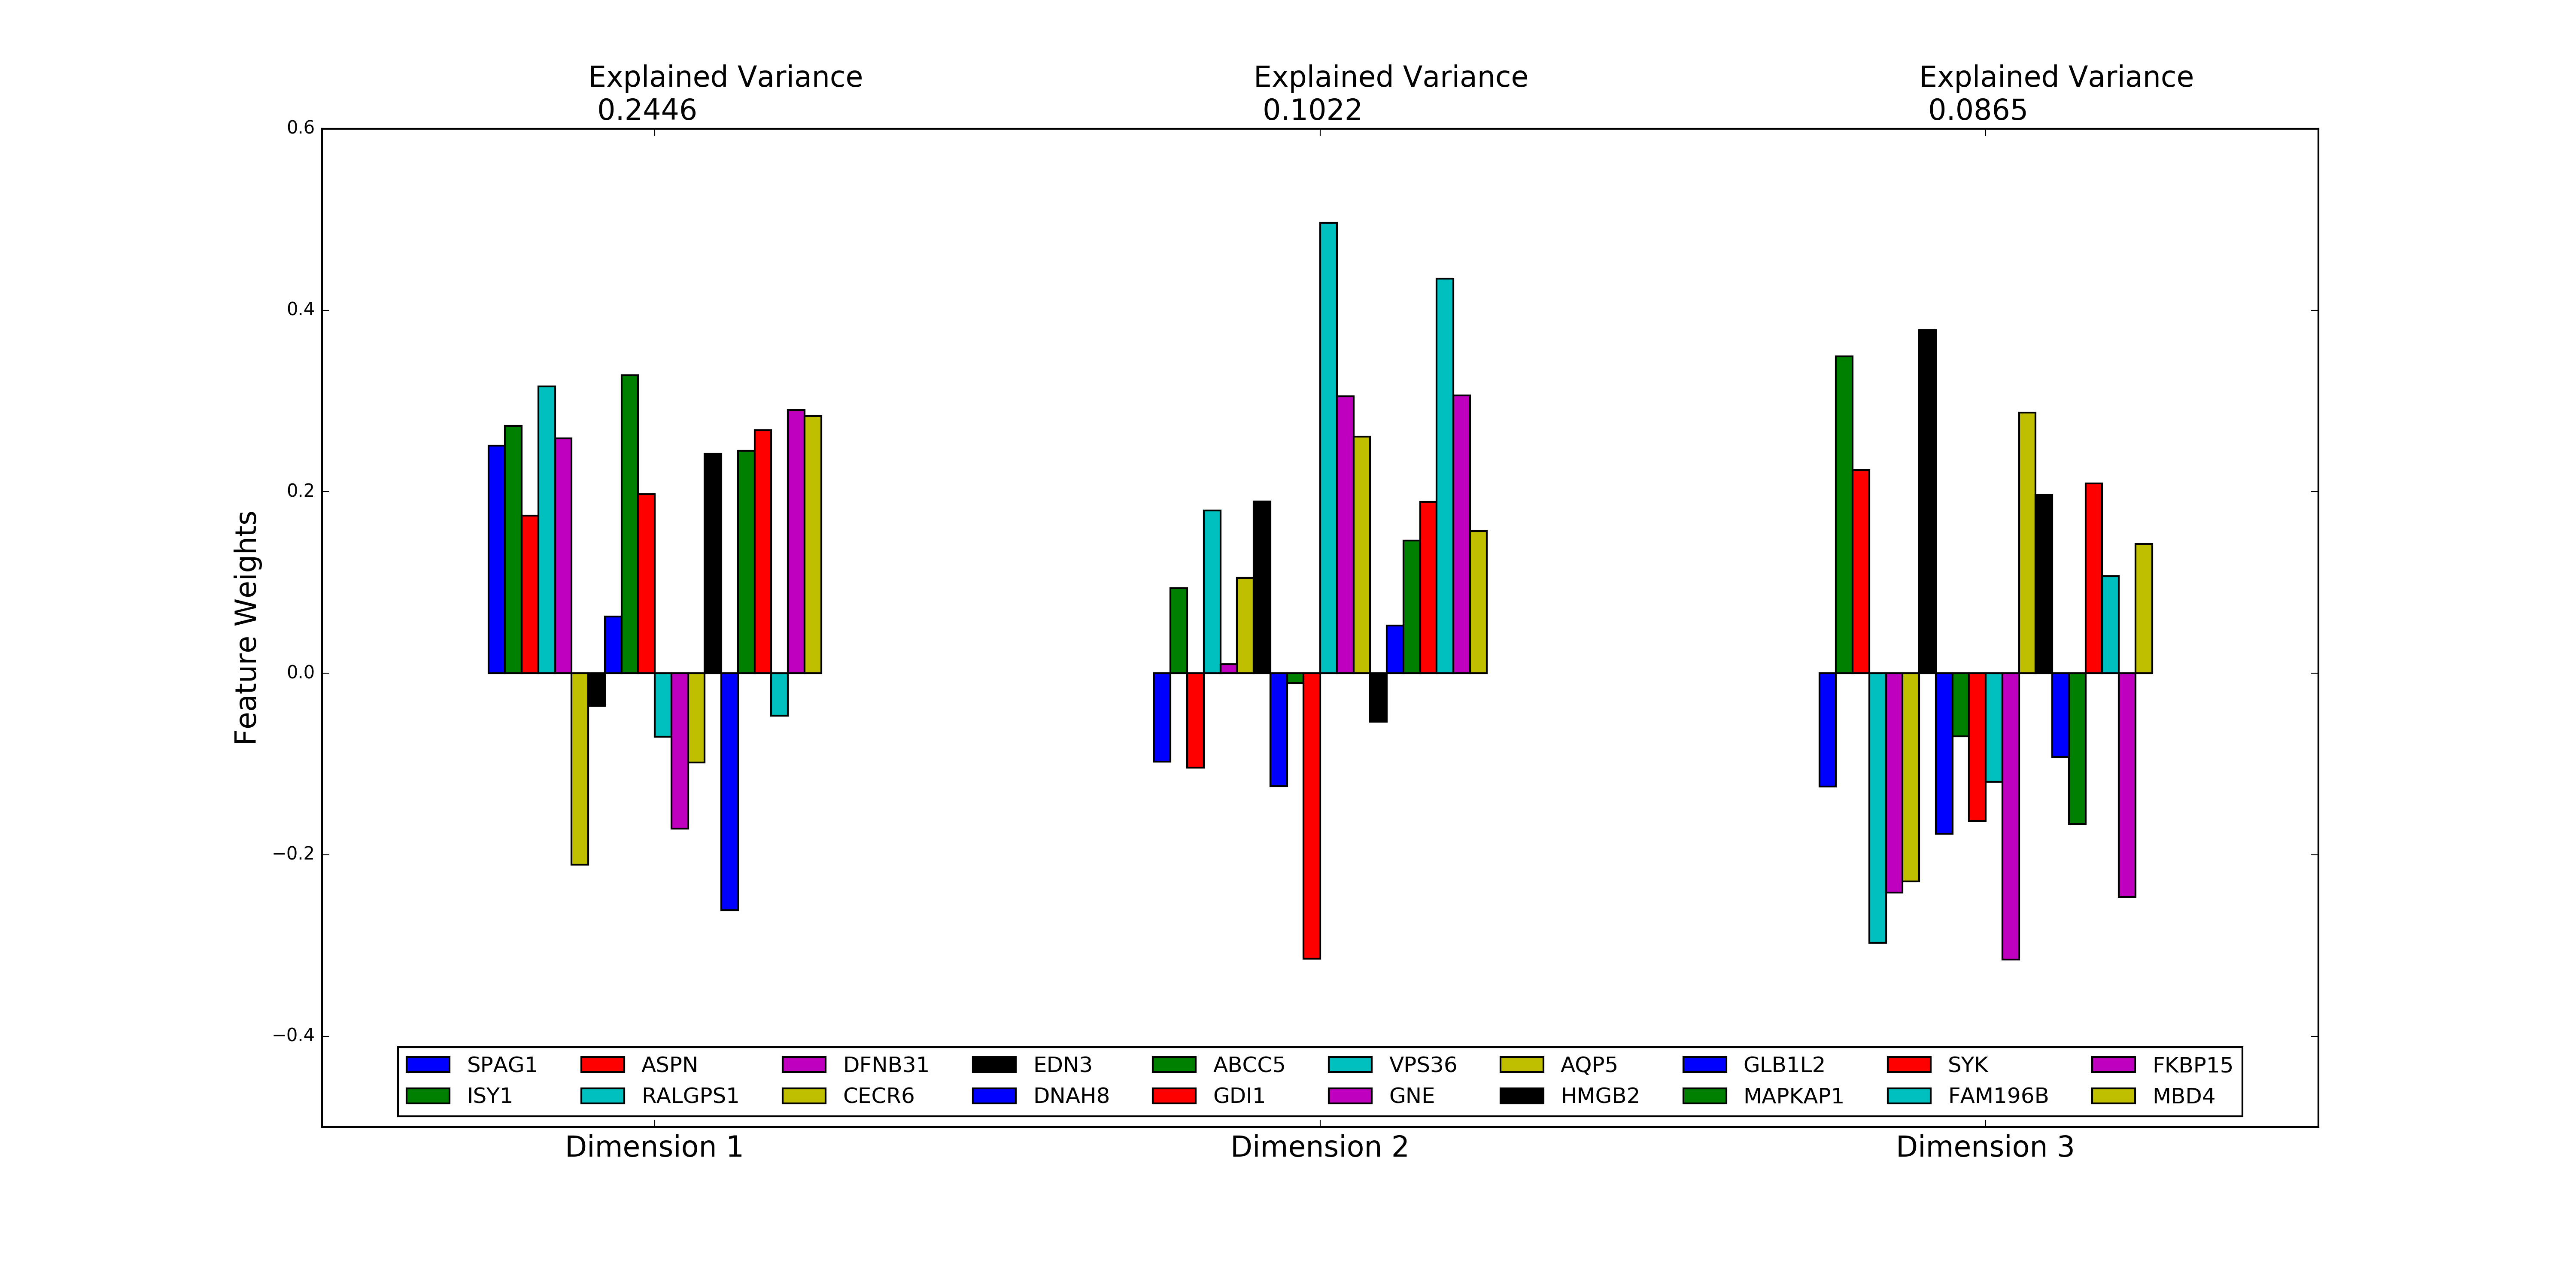 Explained Variance
0.2446
Explained Variance
0.1022
Explained Variance
0.0865
0.6
0.4
0.2
0.0
−0.2
−0.4
Feature Weights
SPAG1 ASPN DFNB31 EDN3 ABCC5 VPS36 AQP5 GLB1L2 SYK FKBP15
ISY1 RALGPS1 CECR6 DNAH8 GDI1 GNE HMGB2 MAPKAP1 FAM196B MBD4
Dimension 1 Dimension 2 Dimension 3